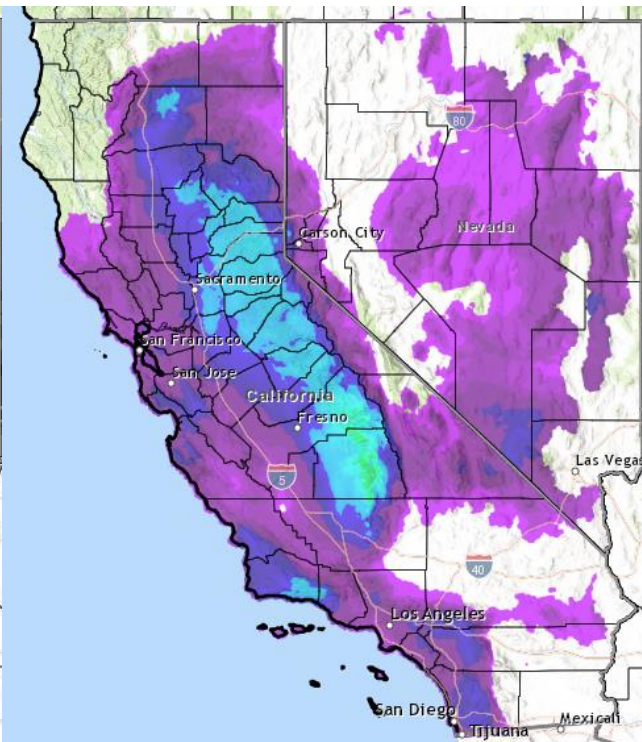 80
Nevada
Carson City
Sacramento
San Francisco
San Jose
California
Fresno
5
Las Vegas
40
Los Angeles
San Diego
Tijuana
Mexicali